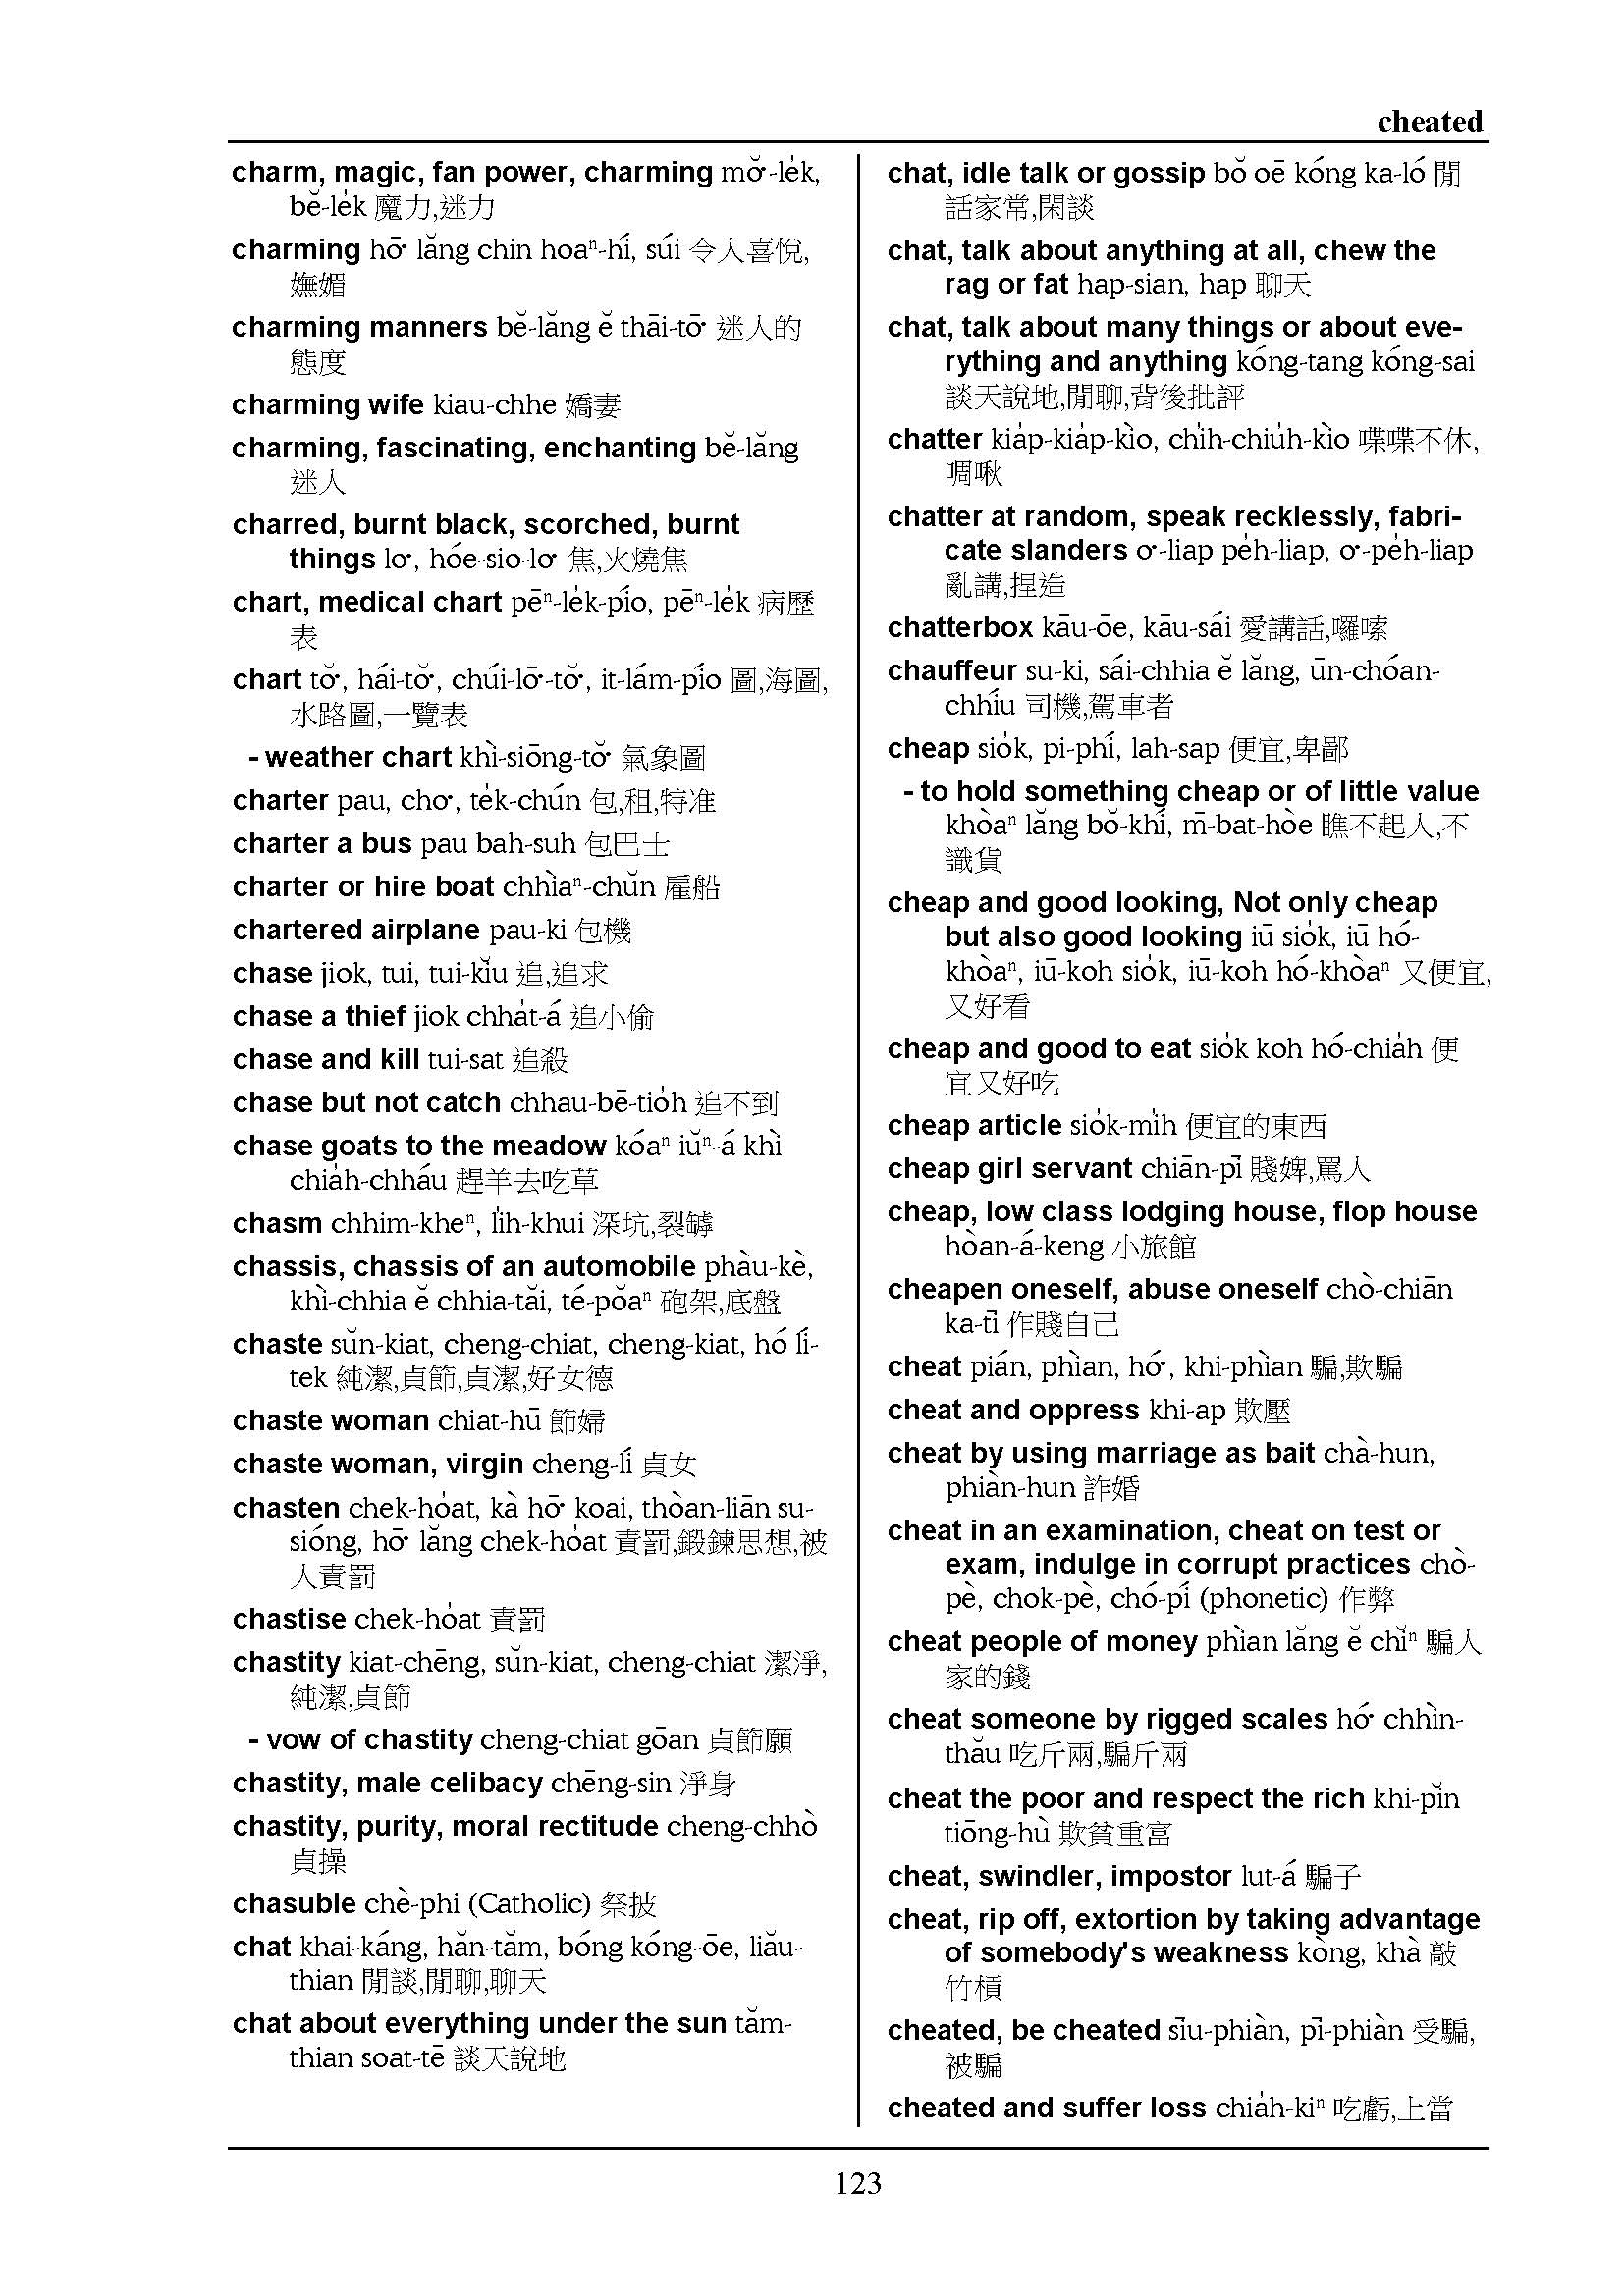 cheated
charm, magic, fan power, charming mŏ͘-le̍k,
bĕ-le̍k 魔力,迷力
charming hō͘ lăng chin hoaⁿ-hí, súi 令人喜悅,
嫵媚
charming manners bĕ-lăng ĕ thāi-tō͘ 迷人的
態度
charming wife kiau-chhe 嬌妻
charming, fascinating, enchanting bĕ-lăng
迷人
charred, burnt black, scorched, burnt
things lo͘, hóe-sio-lo͘ 焦,火燒焦
chart, medical chart pēⁿ-le̍k-pío, pēⁿ-le̍k 病歷
表
chart tŏ͘, hái-tŏ͘, chúi-lō͘-tŏ͘, it-lám-pío 圖,海圖,
水路圖,一覽表
- weather chart khì-siōng-tŏ͘ 氣象圖
charter pau, cho͘, te̍k-chún 包,租,特准
charter a bus pau bah-suh 包巴士
charter or hire boat chhìaⁿ-chŭn 雇船
chartered airplane pau-ki 包機
chase jiok, tui, tui-kĭu 追,追求
chase a thief jiok chha̍t-á 追小偷
chase and kill tui-sat 追殺
chase but not catch chhau-bē-tio̍h 追不到
chase goats to the meadow kóaⁿ iŭⁿ-á khì
chia̍h-chháu 趕羊去吃草
chasm chhim-kheⁿ, li̍h-khui 深坑,裂罅
chassis, chassis of an automobile phàu-kè,
khì-chhia ĕ chhia-tăi, té-pŏaⁿ 砲架,底盤
chaste sŭn-kiat, cheng-chiat, cheng-kiat, hó lí-
tek 純潔,貞節,貞潔,好女德
chaste woman chiat-hū 節婦
chaste woman, virgin cheng-lí 貞女
chasten chek-ho̍at, kà hō͘ koai, thòan-liān su-
sióng, hō͘ lăng chek-ho̍at 責罰,鍛鍊思想,被
人責罰
chastise chek-ho̍at 責罰
chastity kiat-chēng, sŭn-kiat, cheng-chiat 潔淨,
純潔,貞節
- vow of chastity cheng-chiat gōan 貞節願
chastity, male celibacy chēng-sin 淨身
chastity, purity, moral rectitude cheng-chhò
貞操
chasuble chè-phi (Catholic) 祭披
chat khai-káng, hăn-tăm, bóng kóng-ōe, liău-
thian 閒談,閒聊,聊天
chat about everything under the sun tăm-
thian soat-tē 談天說地
chat, idle talk or gossip bŏ oē kóng ka-ló 閒
話家常,閑談
chat, talk about anything at all, chew the
rag or fat hap-sian, hap 聊天
chat, talk about many things or about eve-
rything and anything kóng-tang kóng-sai
談天說地,閒聊,背後批評
chatter kia̍p-kia̍p-kìo, chi̍h-chiu̍h-kìo 喋喋不休,
啁啾
chatter at random, speak recklessly, fabri-
cate slanders o͘-liap pe̍h-liap, o͘-pe̍h-liap
亂講,捏造
chatterbox kāu-ōe, kāu-sái 愛講話,囉嗦
chauffeur su-ki, sái-chhia ĕ lăng, ūn-chóan-
chhíu 司機,駕車者
cheap sio̍k, pi-phí, lah-sap 便宜,卑鄙
- to hold something cheap or of little value
khòaⁿ lăng bŏ-khí, m̄-bat-hòe 瞧不起人,不
識貨
cheap and good looking, Not only cheap
but also good looking iū sio̍k, iū hó-
khòaⁿ, iū-koh sio̍k, iū-koh hó-khòaⁿ 又便宜,
又好看
cheap and good to eat sio̍k koh hó-chia̍h 便
宜又好吃
cheap article sio̍k-mi̍h 便宜的東西
cheap girl servant chiān-pī 賤婢,罵人
cheap, low class lodging house, flop house
hòan-á-keng 小旅館
cheapen oneself, abuse oneself chò-chiān
ka-tī 作賤自己
cheat pián, phìan, hó͘, khi-phìan 騙,欺騙
cheat and oppress khi-ap 欺壓
cheat by using marriage as bait chà-hun,
phiàn-hun 詐婚
cheat in an examination, cheat on test or
exam, indulge in corrupt practices chò-
pè, chok-pè, chó-pí (phonetic) 作弊
cheat people of money phìan lăng ĕ chĭⁿ 騙人
家的錢
cheat someone by rigged scales hó͘ chhìn-
thău 吃斤兩,騙斤兩
cheat the poor and respect the rich khi-pĭn
tiōng-hù 欺貧重富
cheat, swindler, impostor lut-á 騙子
cheat, rip off, extortion by taking advantage
of somebody's weakness kòng, khà 敲
竹槓
cheated, be cheated sīu-phiàn, pī-phiàn 受騙,
被騙
cheated and suffer loss chia̍h-kiⁿ 吃虧,上當
123